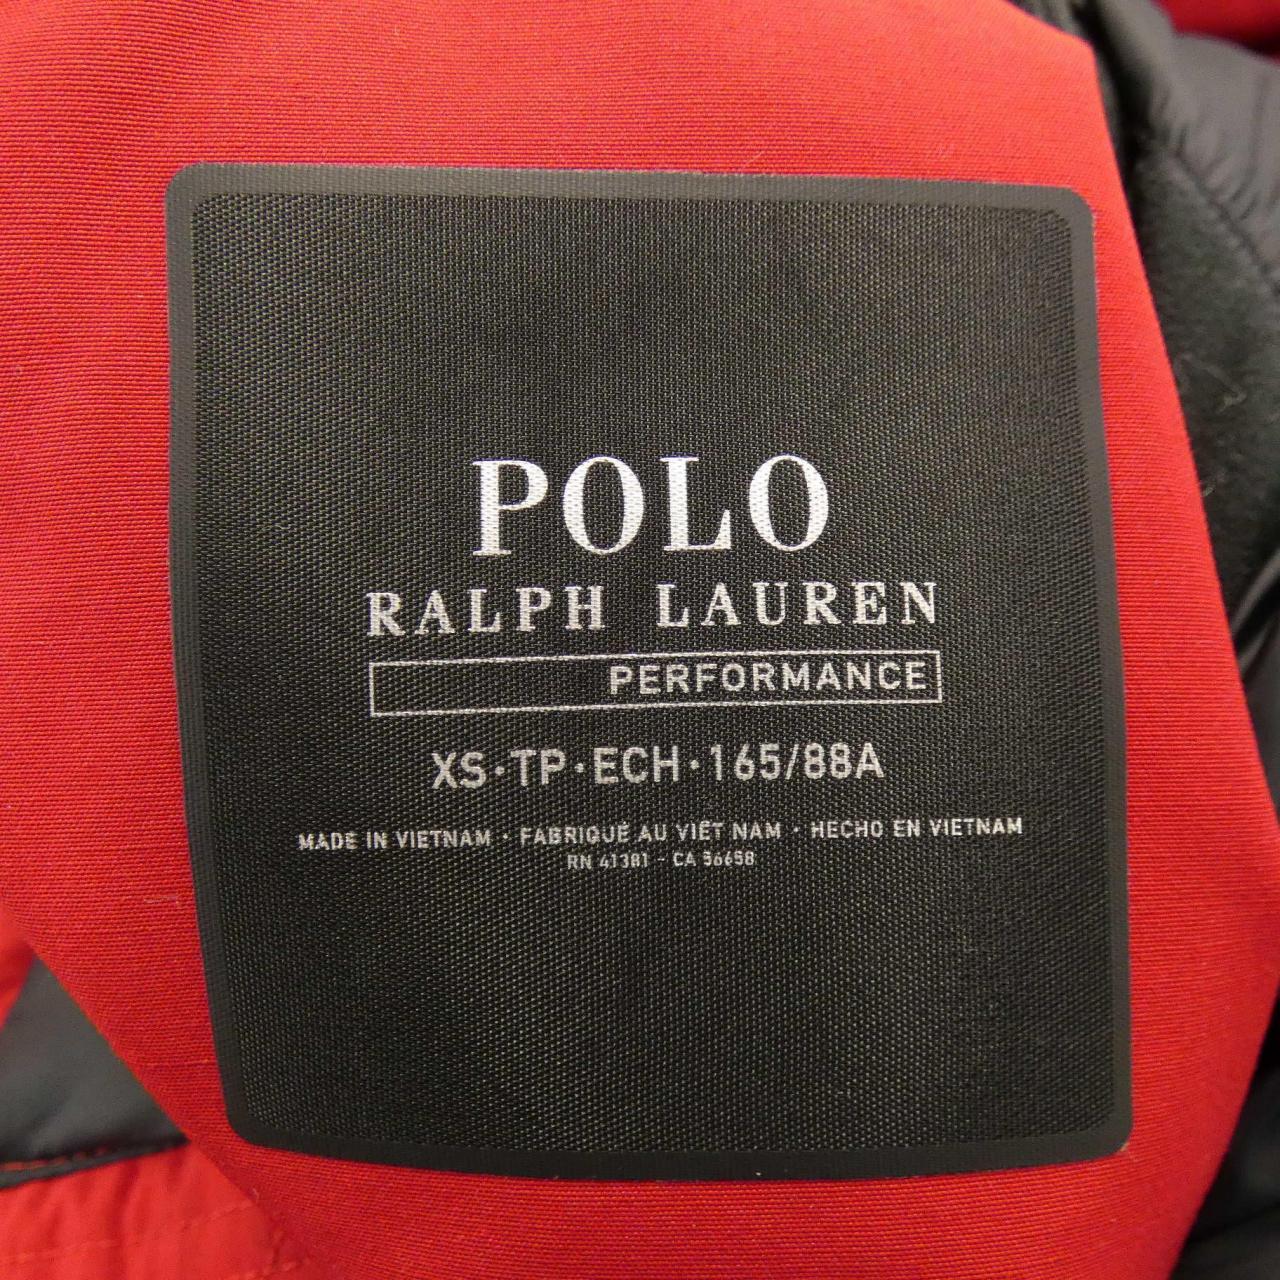 POLO
RALPH LAUREN
PERFORMANCE
XS·TP·ECH·165/88A
MADE IN VIETNAM · FABRIQUÉ AU VIÊT NAM · HECHO EN VIETNAM
RN 41381 - CA 56658